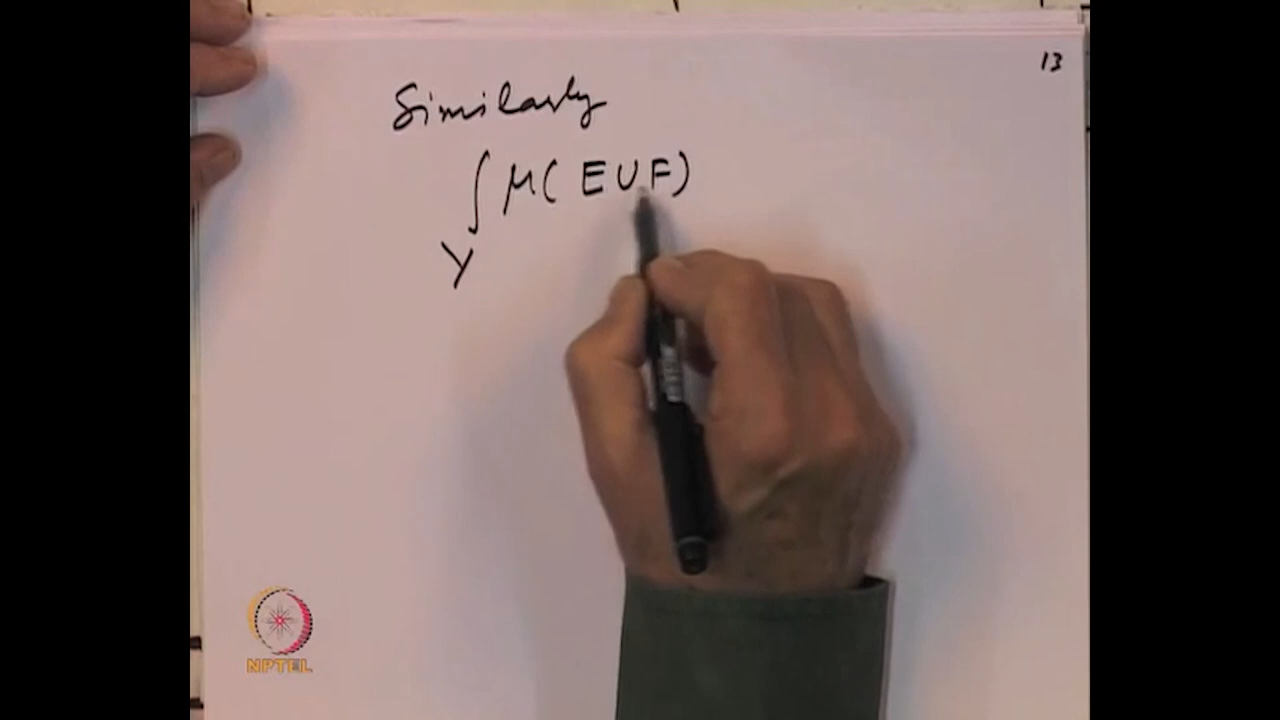 13
Similarly
∫ μ( E ∪ F)
Y
NPTEL